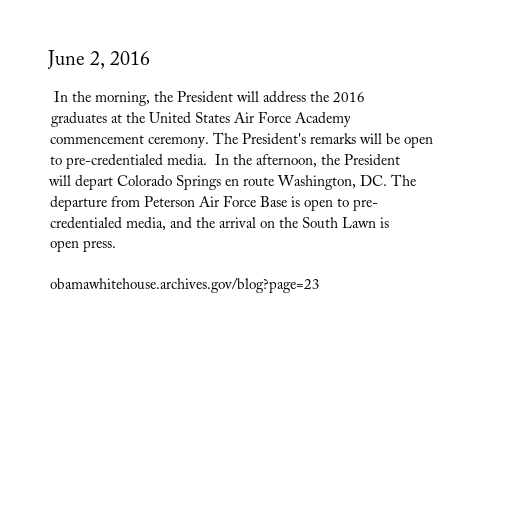 June 2, 2016
In the morning, the President will address the 2016
graduates at the United States Air Force Academy
commencement ceremony. The President's remarks will be open
to pre-credentialed media.  In the afternoon, the President
will depart Colorado Springs en route Washington, DC. The
departure from Peterson Air Force Base is open to pre-
credentialed media, and the arrival on the South Lawn is
open press.
obamawhitehouse.archives.gov/blog?page=23